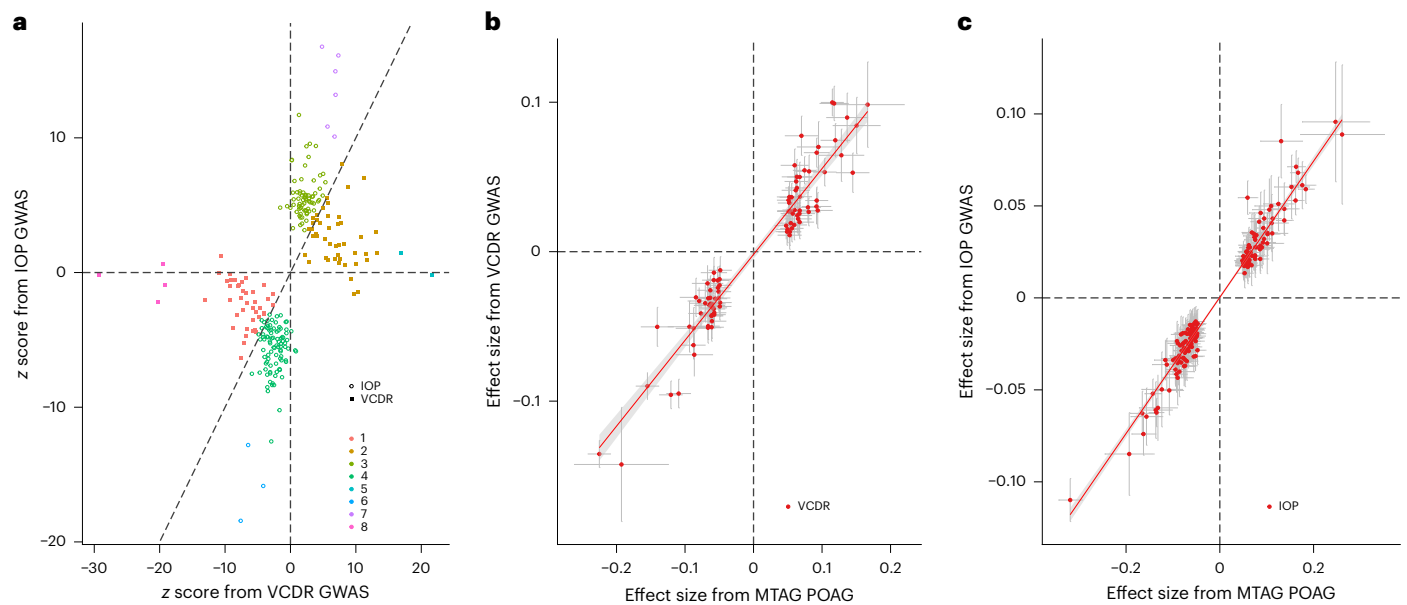 a
b
c
z score from IOP GWAS
10
0
−10
−20
−30
−20
−10
0
10
20
z score from VCDR GWAS
IOP
VCDR
1
2
3
4
5
6
7
8
Effect size from VCDR GWAS
0.1
0
−0.1
−0.2
−0.1
0
0.1
0.2
Effect size from MTAG POAG
VCDR
Effect size from IOP GWAS
0.10
0.05
0
−0.05
−0.10
−0.2
0
0.2
Effect size from MTAG POAG
IOP